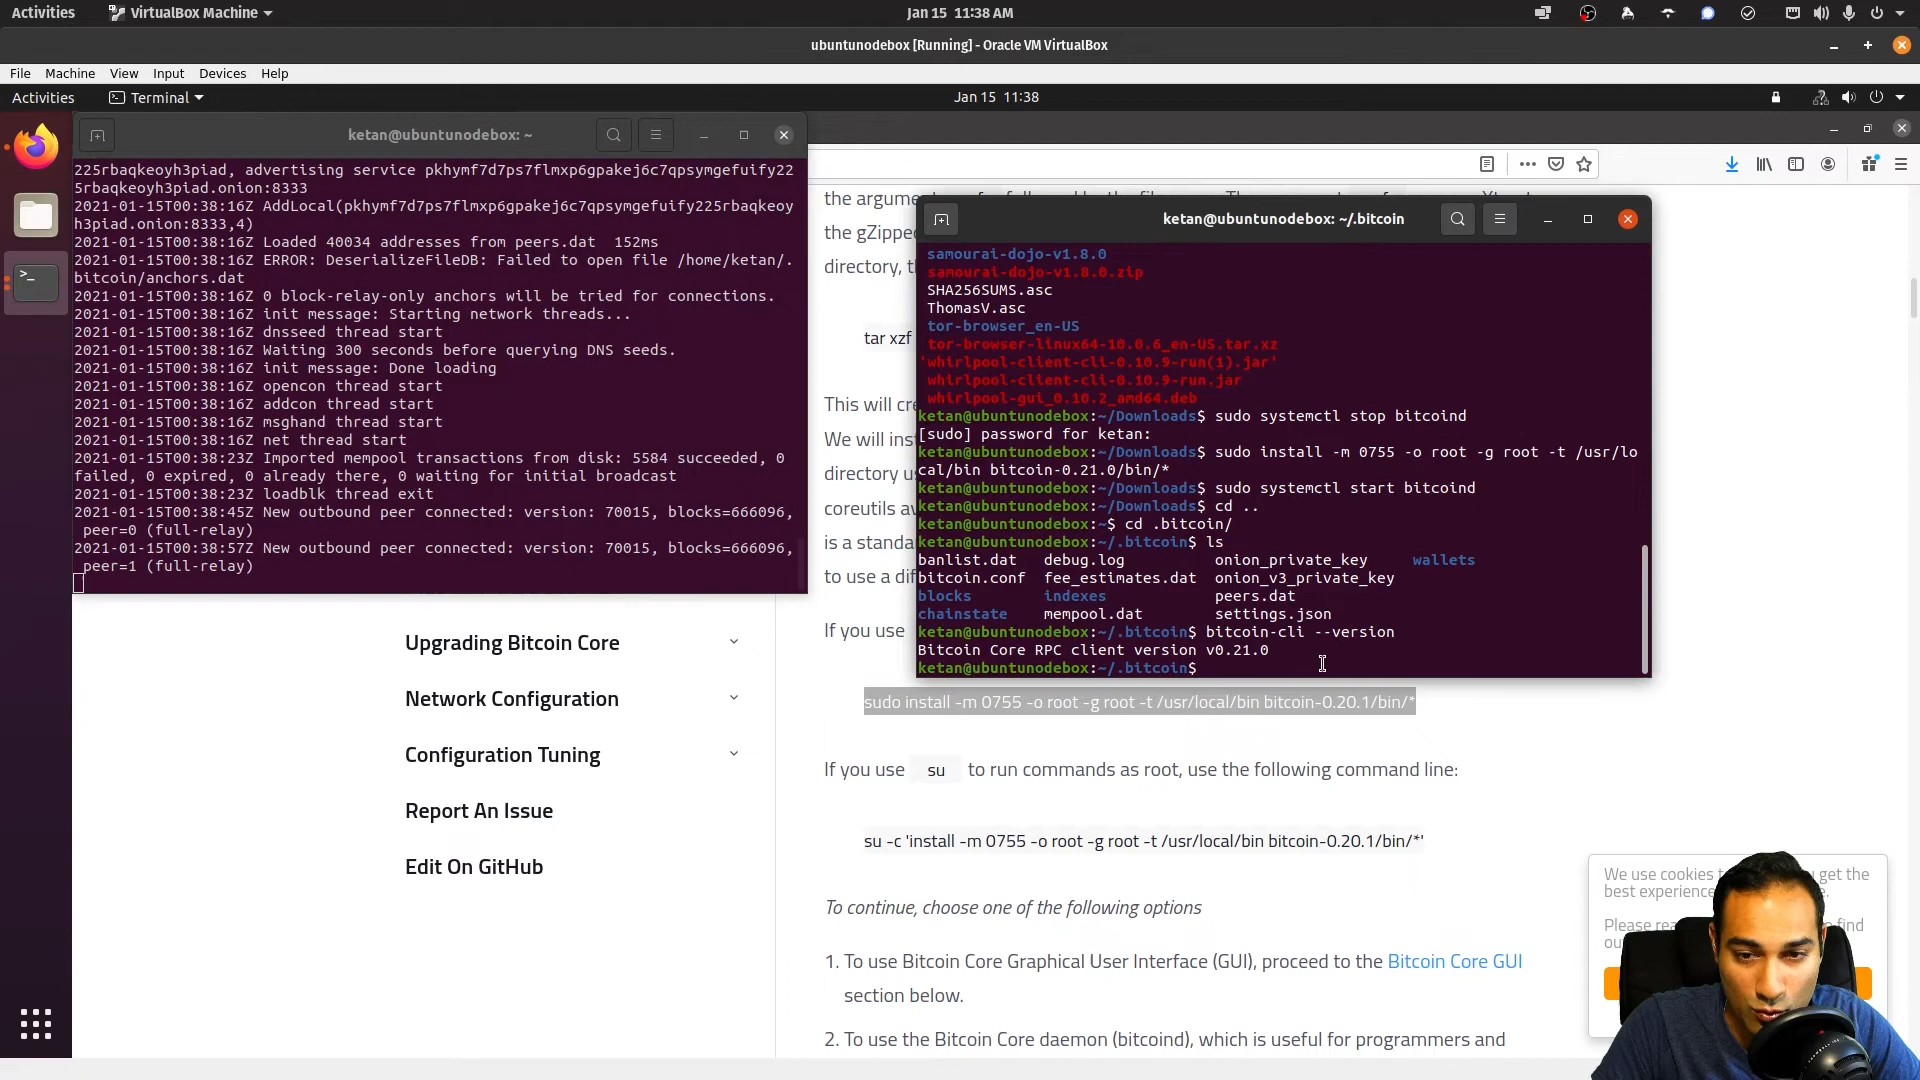 Activities
VirtualBox Machine
Jan 15 11:38 AM
ubuntunodebox [Running] - Oracle VM VirtualBox
File Machine View Input Devices Help
Activities
Terminal
Jan 15 11:38
ketan@ubuntunodebox: ~
225rbaqkeoyh3piad, advertising service pkhymf7d7ps7flmxp6gpakej6c7qpsymgefuify22
5rbaqkeoyh3piad.onion:8333
2021-01-15T00:38:16Z AddLocal(pkhymf7d7ps7flmxp6gpakej6c7qpsymgefuify225rbaqkeoy
h3piad.onion:8333,4)
2021-01-15T00:38:16Z Loaded 40034 addresses from peers.dat  152ms
2021-01-15T00:38:16Z ERROR: DeserializeFileDB: Failed to open file /home/ketan/.
bitcoin/anchors.dat
2021-01-15T00:38:16Z 0 block-relay-only anchors will be tried for connections.
2021-01-15T00:38:16Z init message: Starting network threads...
2021-01-15T00:38:16Z dnsseed thread start
2021-01-15T00:38:16Z Waiting 300 seconds before querying DNS seeds.
2021-01-15T00:38:16Z init message: Done loading
2021-01-15T00:38:16Z opencon thread start
2021-01-15T00:38:16Z addcon thread start
2021-01-15T00:38:16Z msghand thread start
2021-01-15T00:38:16Z net thread start
2021-01-15T00:38:23Z Imported mempool transactions from disk: 5584 succeeded, 0
failed, 0 expired, 0 already there, 0 waiting for initial broadcast
2021-01-15T00:38:23Z loadblk thread exit
2021-01-15T00:38:45Z New outbound peer connected: version: 70015, blocks=666096,
peer=0 (full-relay)
2021-01-15T00:38:57Z New outbound peer connected: version: 70015, blocks=666096,
peer=1 (full-relay)
Upgrading Bitcoin Core
Network Configuration
Configuration Tuning
Report An Issue
Edit On GitHub
the gZipped
directory, t
tar xzf
This will cre
We will inst
directory us
coreutils av
is a standa
to use a dif
If you use
ketan@ubuntunodebox: ~/.bitcoin
samourai-dojo-v1.8.0
samourai-dojo-v1.8.0.zip
SHA256SUMS.asc
ThomasV.asc
tor-browser_en-US
tor-browser-linux64-10.0.6_en-US.tar.xz
'whirlpool-client-cli-0.10.9-run(1).jar'
whirlpool-client-cli-0.10.9-run.jar
whirlpool-gui_0.10.2_amd64.deb
ketan@ubuntunodebox:~/Downloads$ sudo systemctl stop bitcoind
[sudo] password for ketan:
ketan@ubuntunodebox:~/Downloads$ sudo install -m 0755 -o root -g root -t /usr/lo
cal/bin bitcoin-0.21.0/bin/*
ketan@ubuntunodebox:~/Downloads$ sudo systemctl start bitcoind
ketan@ubuntunodebox:~/Downloads$ cd ..
ketan@ubuntunodebox:~$ cd .bitcoin/
ketan@ubuntunodebox:~/.bitcoin$ ls
banlist.dat debug.log onion_private_key wallets
bitcoin.conf fee_estimates.dat onion_v3_private_key
blocks indexes peers.dat
chainstate mempool.dat settings.json
ketan@ubuntunodebox:~/.bitcoin$ bitcoin-cli --version
Bitcoin Core RPC client version v0.21.0
ketan@ubuntunodebox:~/.bitcoin$
sudo install -m 0755 -o root -g root -t /usr/local/bin bitcoin-0.20.1/bin/*
If you use su to run commands as root, use the following command line:
su -c 'install -m 0755 -o root -g root -t /usr/local/bin bitcoin-0.20.1/bin/*'
To continue, choose one of the following options
1. To use Bitcoin Core Graphical User Interface (GUI), proceed to the Bitcoin Core GUI
section below.
2. To use the Bitcoin Core daemon (bitcoind), which is useful for programmers and
We use cookies get the
best experience
Please find